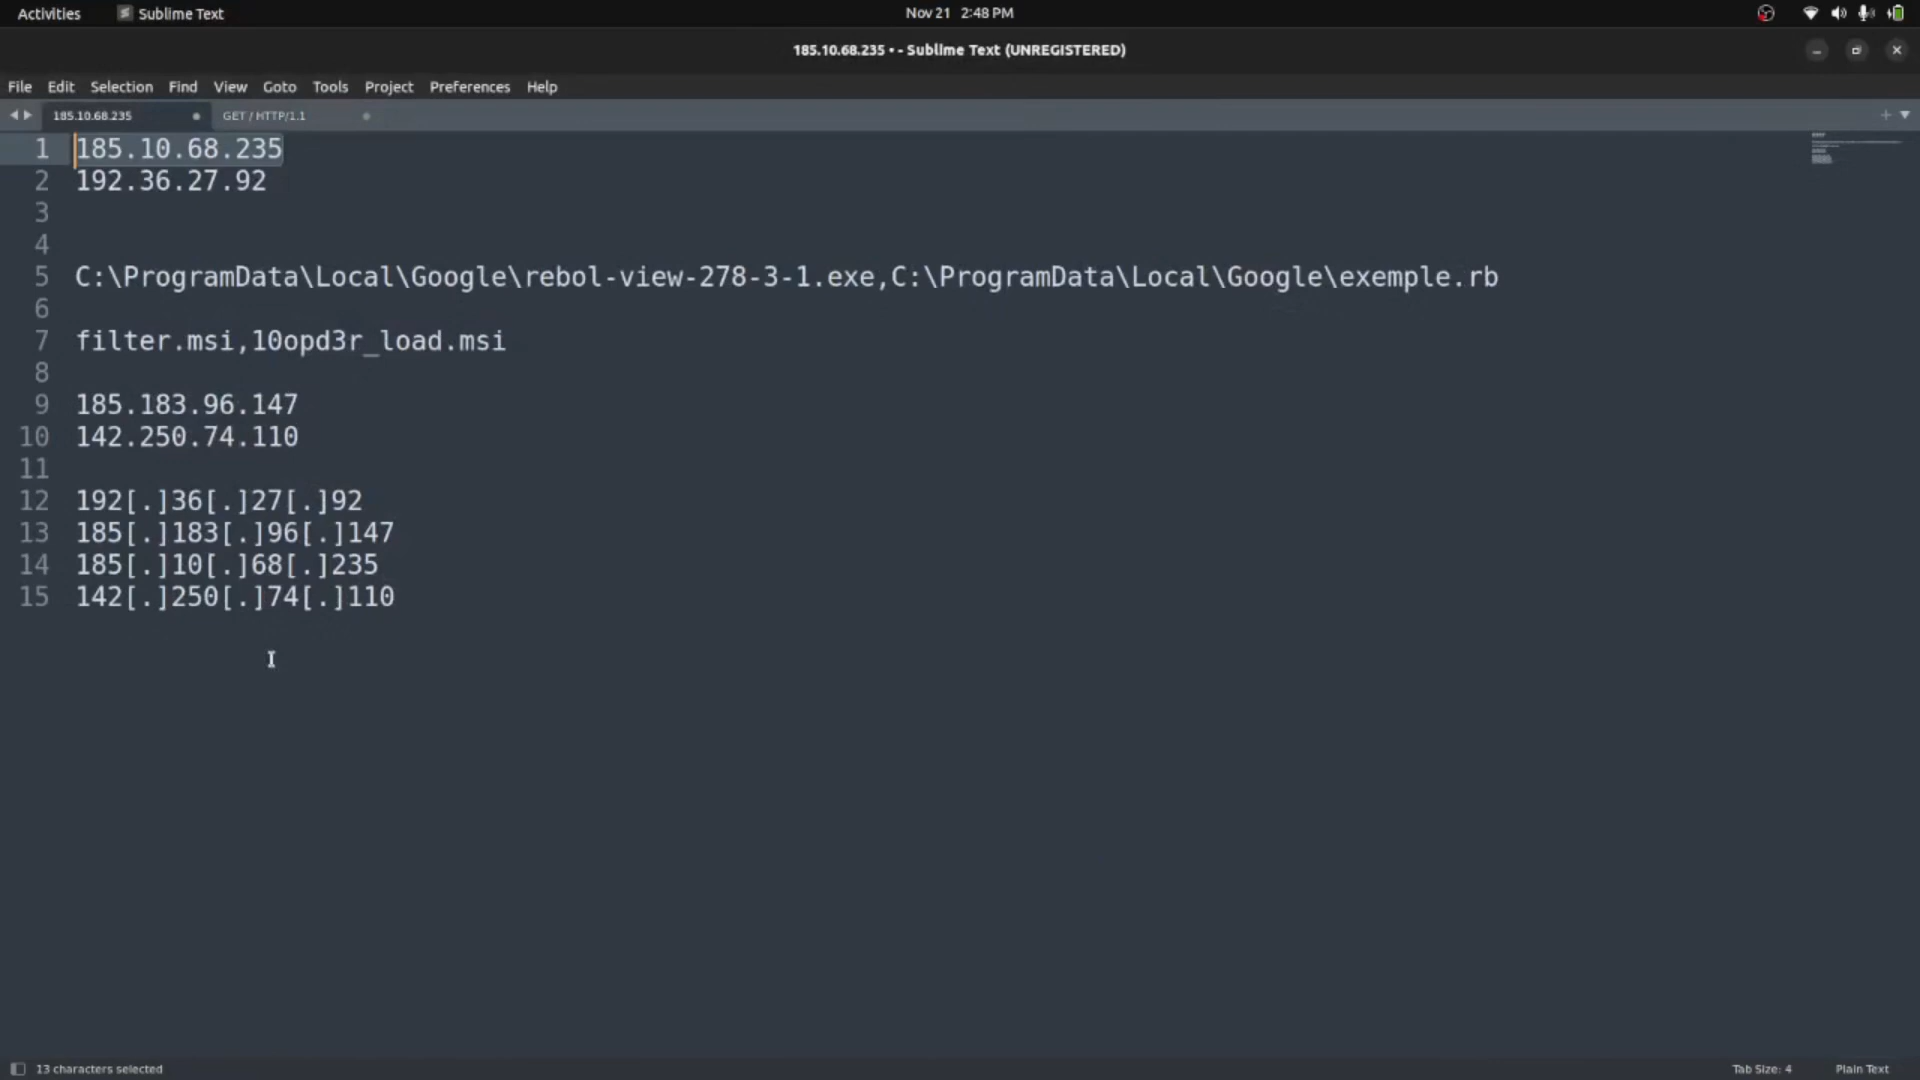 Activities Sublime Text Nov 21 2:48 PM
185.10.68.235 • - Sublime Text (UNREGISTERED)
File Edit Selection Find View Goto Tools Project Preferences Help
185.10.68.235 GET / HTTP/1.1
1 185.10.68.235
2 192.36.27.92
3
4
5 C:\ProgramData\Local\Google\rebol-view-278-3-1.exe,C:\ProgramData\Local\Google\exemple.rb
6
7 filter.msi,10opd3r_load.msi
8
9 185.183.96.147
10 142.250.74.110
11
12 192[.]36[.]27[.]92
13 185[.]183[.]96[.]147
14 185[.]10[.]68[.]235
15 142[.]250[.]74[.]110
13 characters selected Tab Size: 4 Plain Text